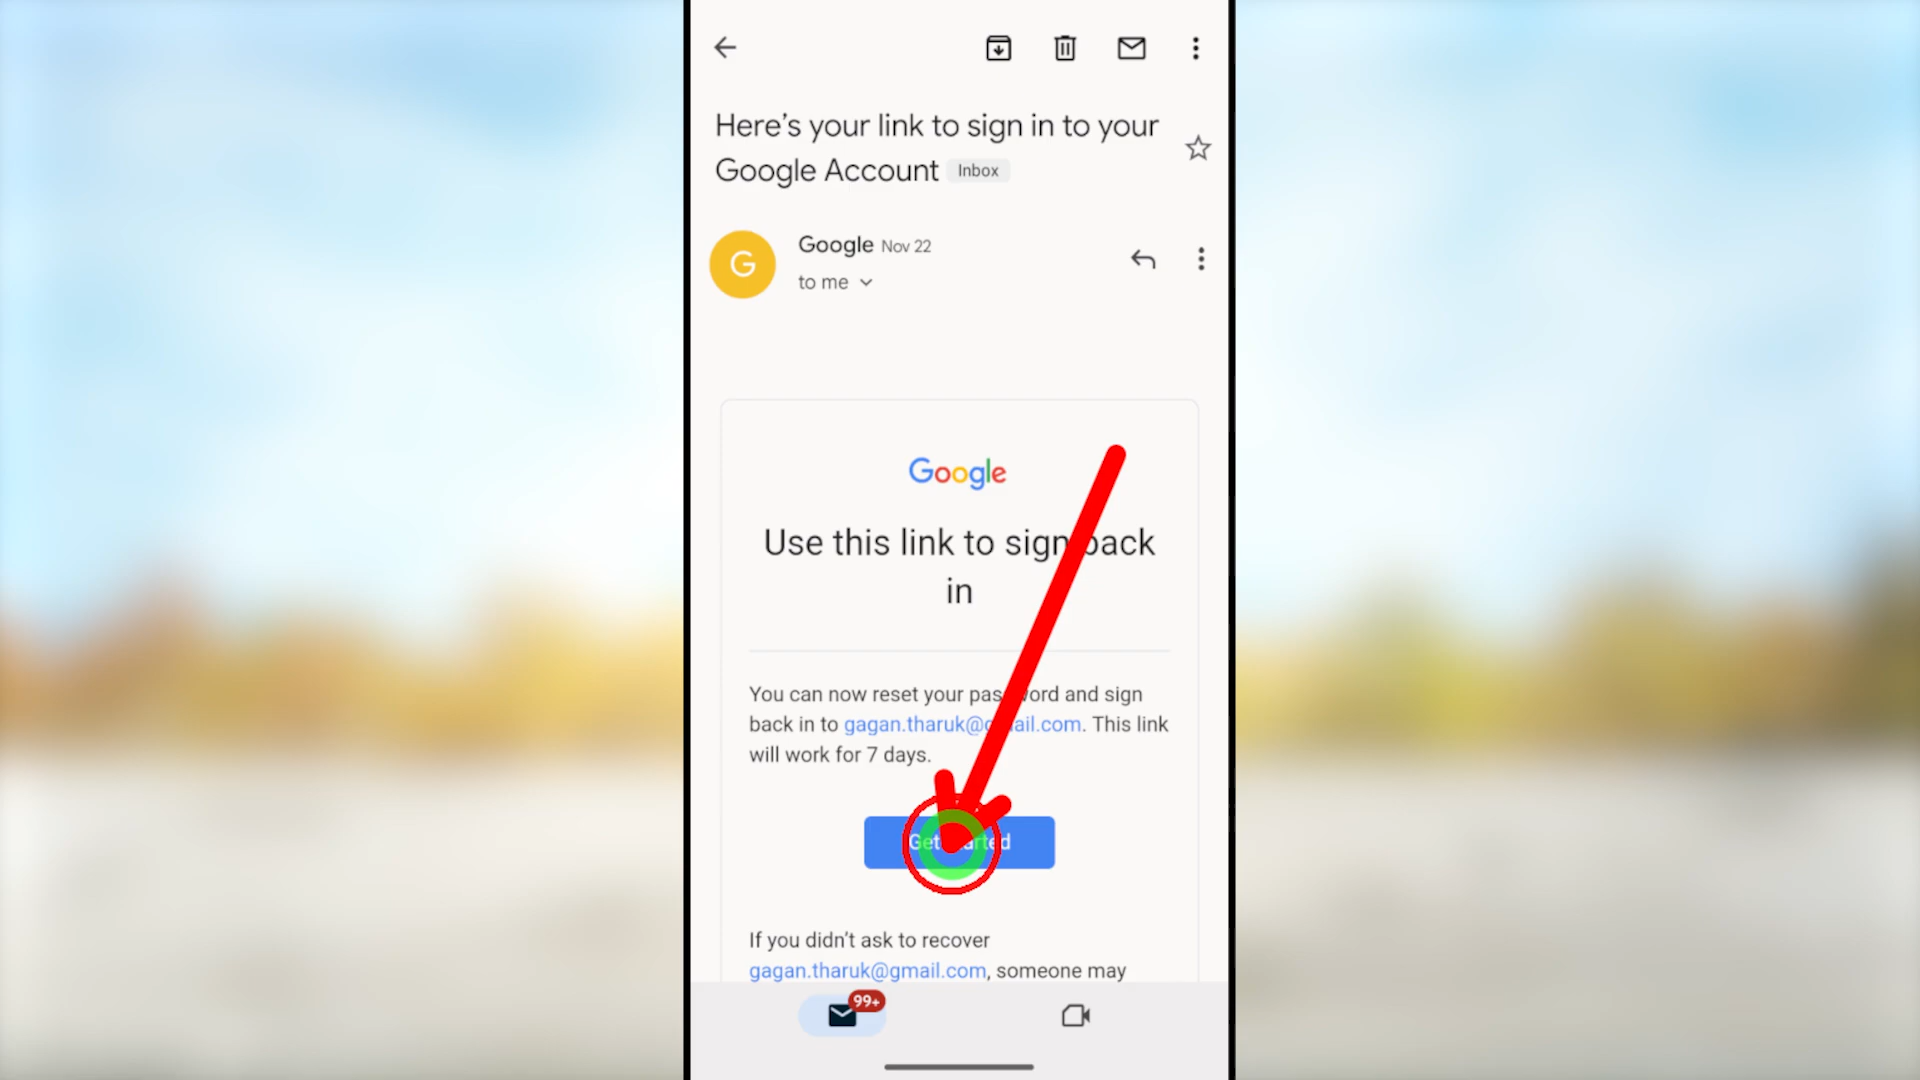 Here's your link to sign in to your
Google Account Inbox
G
Google Nov 22
to me
Google
Use this link to sign back
in
You can now reset your password and sign
back in to gagan.tharuk@gmail.com. This link
will work for 7 days.
Get started
If you didn't ask to recover
gagan.tharuk@gmail.com, someone may
99+